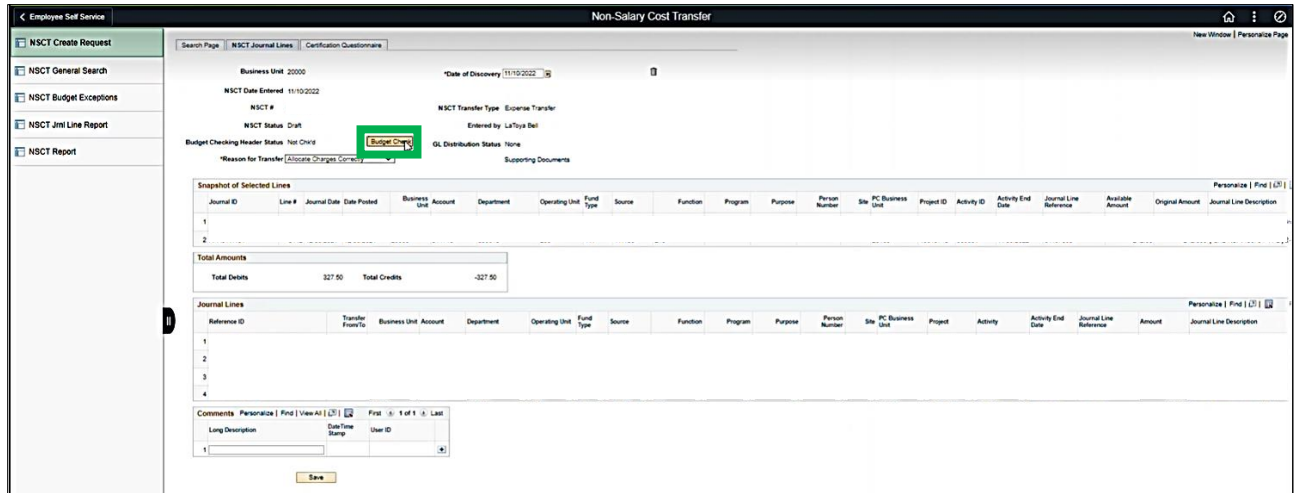 Employee Self Service
Non-Salary Cost Transfer
New Window | Personalize Page
NSCT Create Request
NSCT General Search
NSCT Budget Exceptions
NSCT Jrnl Line Report
NSCT Report
Search Page NSCT Journal Lines Certification Questionnaire
Business Unit 20000 *Date of Discovery 11/10/2022
NSCT Date Entered 11/10/2022
NSCT # NSCT Transfer Type Expense Transfer
NSCT Status Draft Entered by LaToya Bell
Budget Checking Header Status Not Chk'd Budget Check GL Distribution Status None
*Reason for Transfer Allocate Charges Correctly Supporting Documents
Snapshot of Selected Lines Personalize | Find |
Journal ID Line # Journal Date Date Posted Business Unit Account Department Operating Unit Fund Type Source Function Program Purpose Person Number Site PC Business Unit Project ID Activity ID Activity End Date Journal Line Reference Available Amount Original Amount Journal Line Description
1
2
Total Amounts
Total Debits 327.50 Total Credits -327.50
Journal Lines Personalize | Find |
Reference ID Transfer From/To Business Unit Account Department Operating Unit Fund Type Source Function Program Purpose Person Number Site PC Business Unit Project Activity Activity End Date Journal Line Reference Amount Journal Line Description
1
2
3
4
Comments Personalize | Find | View All | First 1 of 1 Last
Long Description DateTime Stamp User ID
1
Save